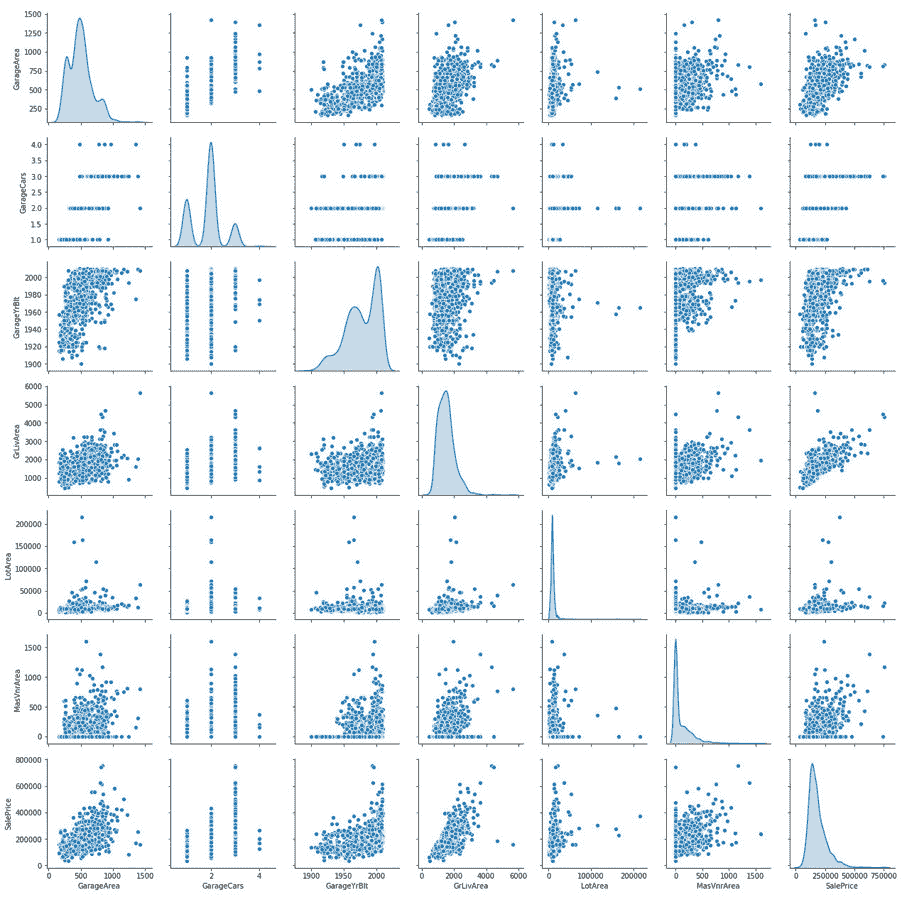 1500
1250
1000
750
500
250
GarageArea
4.0
3.5
3.0
2.5
2.0
1.5
1.0
GarageCars
2000
1980
1960
1940
1920
1900
GarageYrBlt
6000
5000
4000
3000
2000
1000
GrLivArea
200000
150000
100000
50000
0
LotArea
1500
1000
500
0
MasVnrArea
800000
600000
400000
200000
0
SalePrice
0 500 1000 1500
2 4
1900 1950 2000
0 2000 4000 6000
0 100000 200000
0 500 1000 1500
0 250000 500000 750000
GarageArea GarageCars GarageYrBlt GrLivArea LotArea MasVnrArea SalePrice